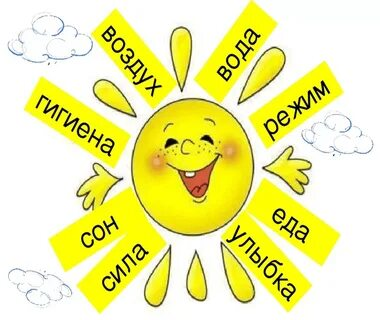 воздух
вода
гигиена
режим
сон
еда
сила
улыбка